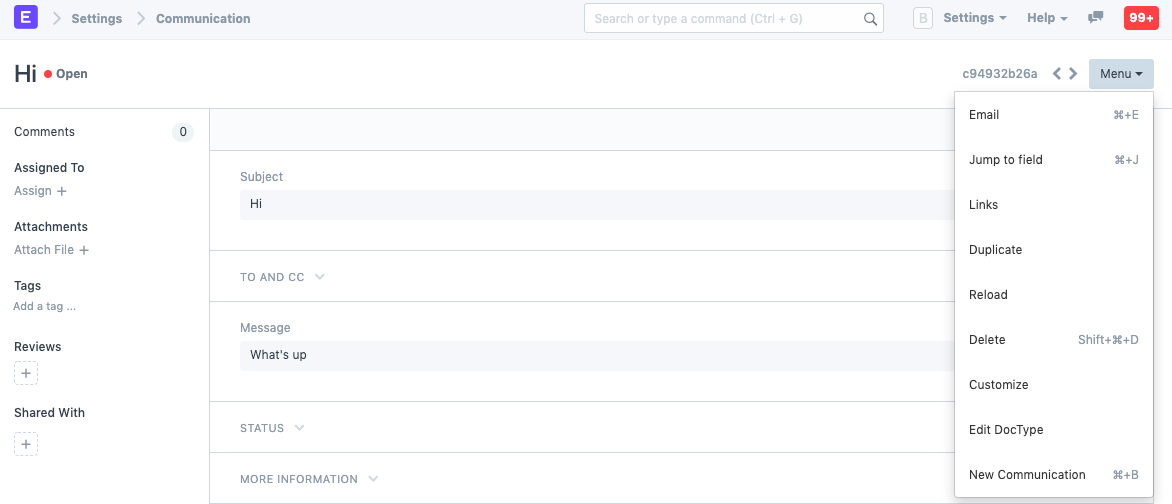 E Settings Communication Search or type a command (Ctrl + G) B Settings Help 99+
Hi Open c94932b26a Menu
Comments 0
Assigned To
Assign +
Attachments
Attach File +
Tags
Add a tag ...
Reviews
+
Shared With
+
Subject
Hi
TO AND CC
Message
What's up
STATUS
MORE INFORMATION
Email ⌘+E
Jump to field ⌘+J
Links
Duplicate
Reload
Delete Shift+⌘+D
Customize
Edit DocType
New Communication ⌘+B